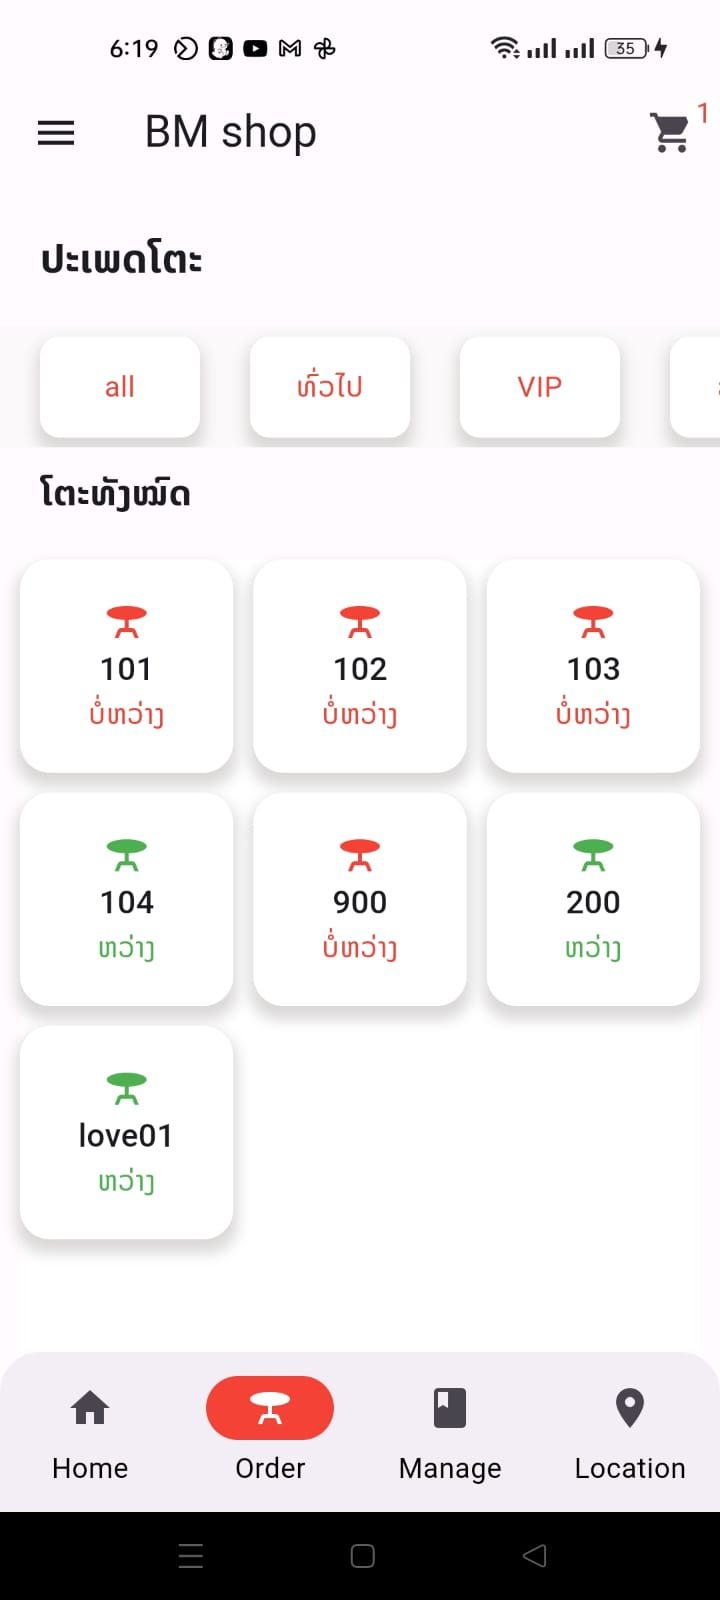 6:19
35
BM shop
1
ປະເພດໂຕະ
all
ທົ່ວໄປ
VIP
ໂຕະທັງໝົດ
101
ບໍ່ຫວ່າງ
102
ບໍ່ຫວ່າງ
103
ບໍ່ຫວ່າງ
104
ຫວ່າງ
900
ບໍ່ຫວ່າງ
200
ຫວ່າງ
love01
ຫວ່າງ
Home
Order
Manage
Location